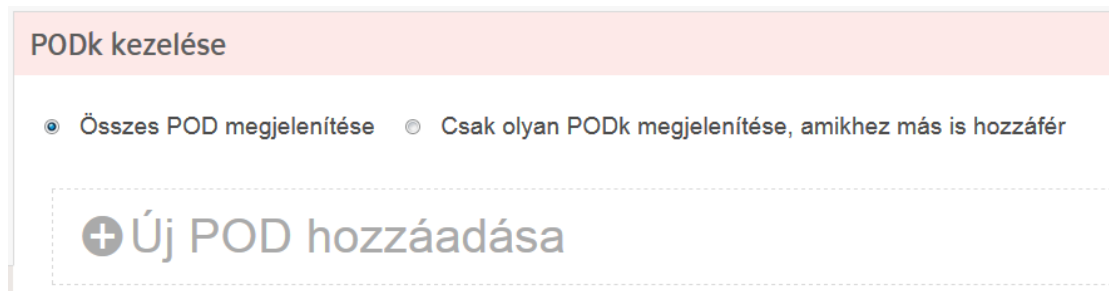 PODk kezelése
Összes POD megjelenítése Csak olyan PODk megjelenítése, amikhez más is hozzáfér
Új POD hozzáadása